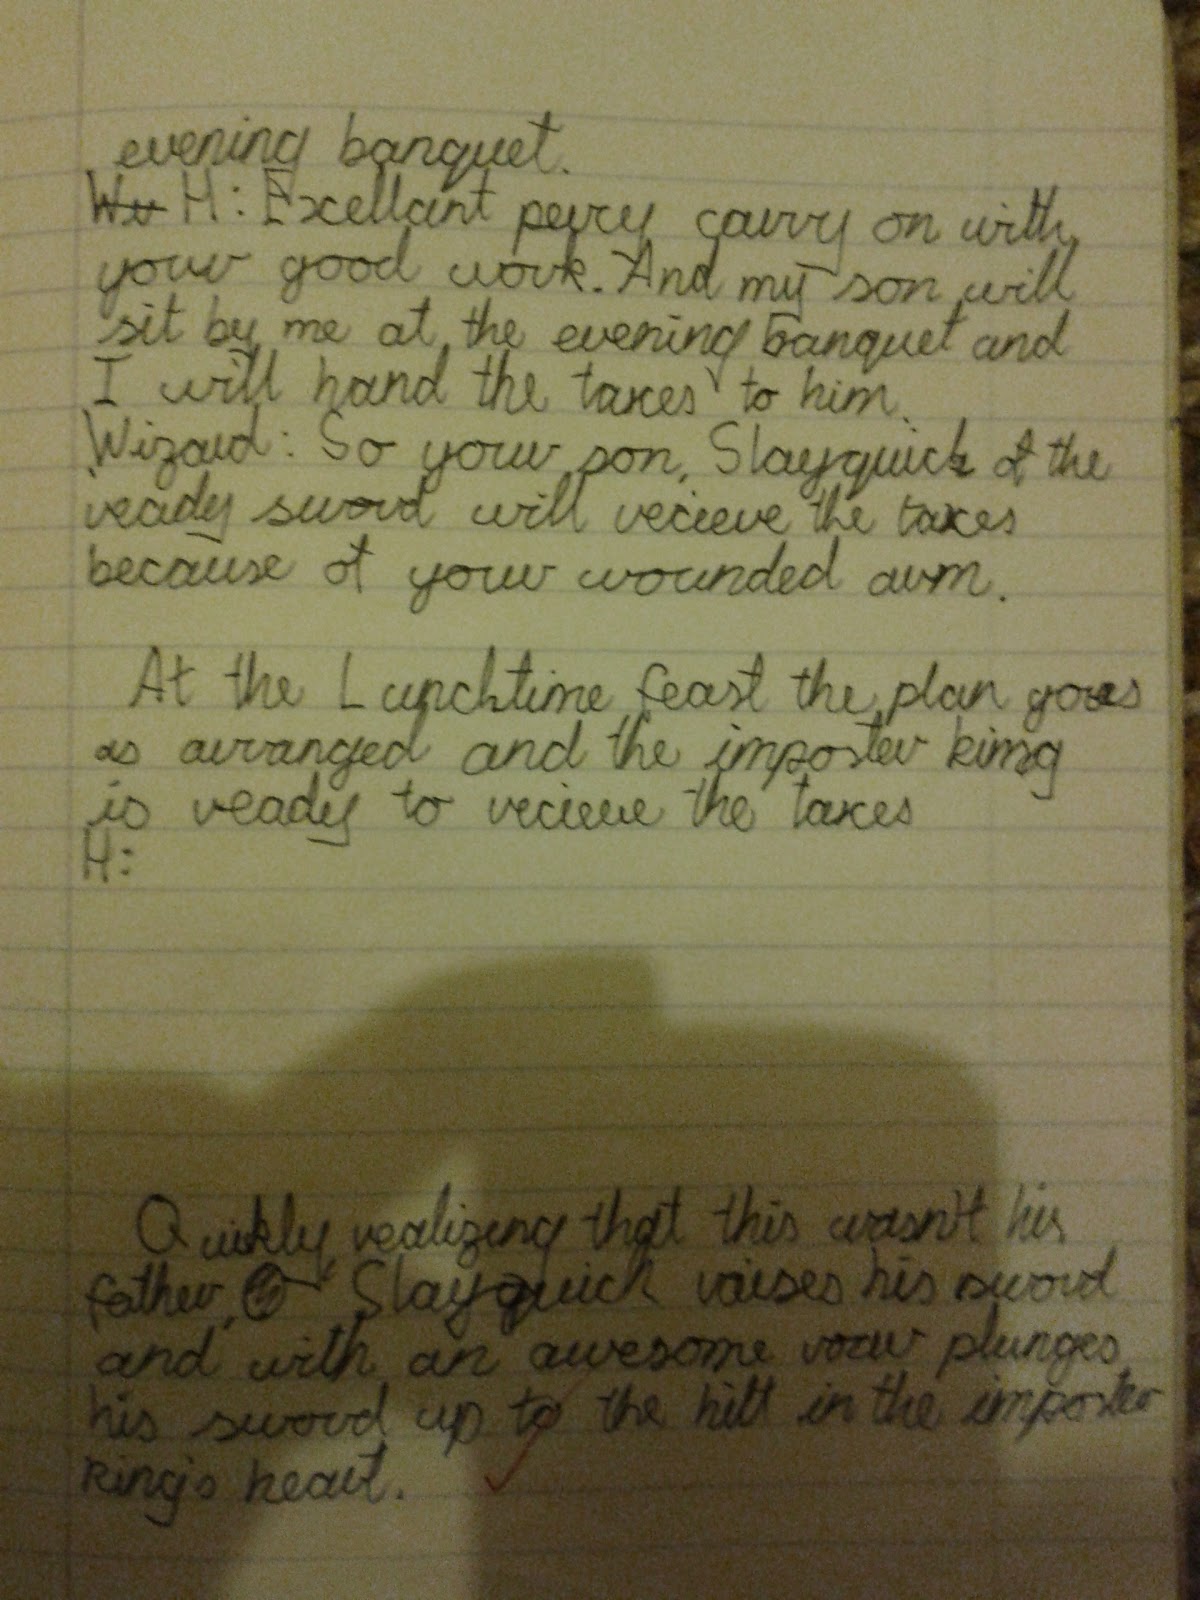 evening banquet.
H: Excellant percy carry on with
your good work. And my son will
sit by me at the evening banquet and
I will hand the taxes to him.
Wizard: So your son, Slayquick of the
ready sword will recieve the taxes
because of your wounded arm.
At the Lunchtime feast the plan goes
as arranged and the imposter king
is ready to recieve the taxes
H:
Quickly realizing that this wasn't his
father, Slayquick raises his sword
and with an awesome roar plunges
his sword up to the hilt in the imposter
king's heart.